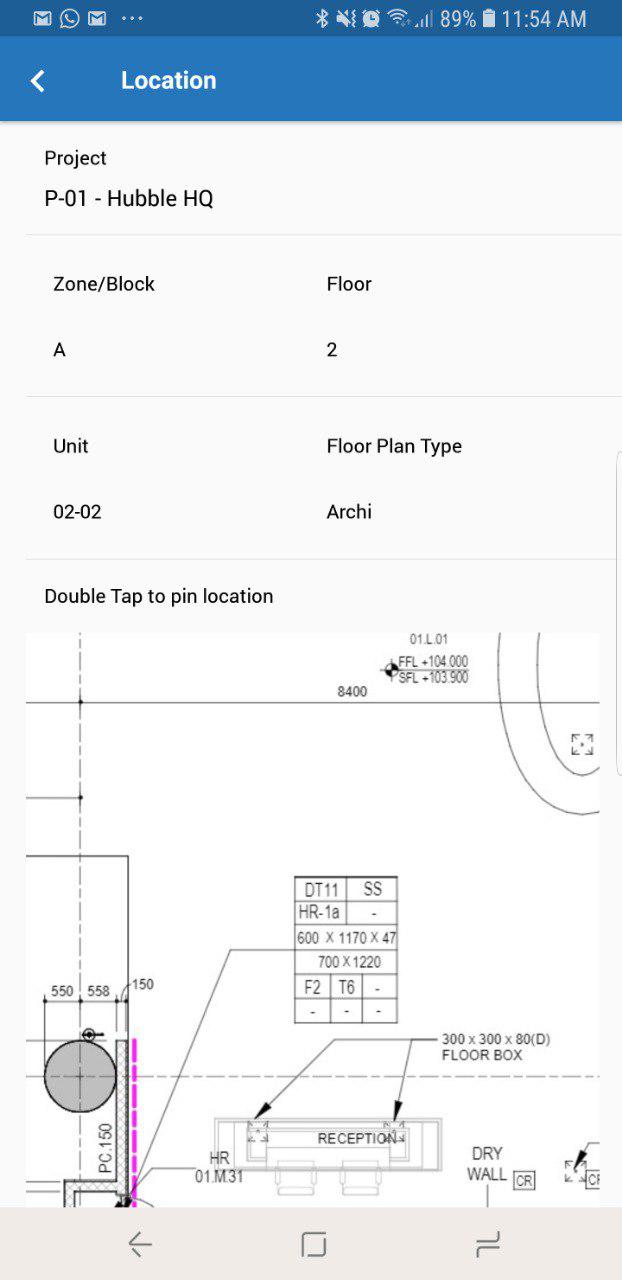 89% 11:54 AM
Location
Project
P-01 - Hubble HQ
Zone/Block Floor
A 2
Unit Floor Plan Type
02-02 Archi
Double Tap to pin location
01.L.01
FFL +104.000
SFL +103.900
8400
DT11 SS
HR-1a -
600 X 1170 X 47
700 X 1220
F2 T6 -
- - -
550 558 150
300 x 300 x 80(D)
FLOOR BOX
PC.150
RECEPTION
HR
01.M.31
DRY
WALL CR